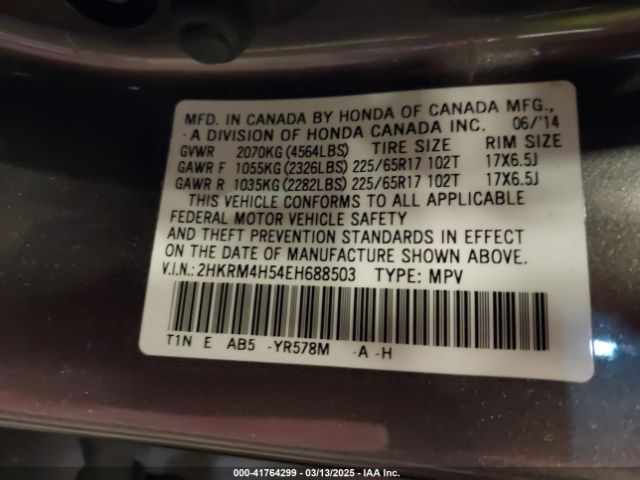 MFD. IN CANADA BY HONDA OF CANADA MFG.,
A DIVISION OF HONDA CANADA INC. 06/'14
GVWR 2070KG(4564LBS) TIRE SIZE RIM SIZE
GAWR F 1055KG(2326LBS) 225/65R17 102T 17X6.5J
GAWR R 1035KG(2282LBS) 225/65R17 102T 17X6.5J
THIS VEHICLE CONFORMS TO ALL APPLICABLE
FEDERAL MOTOR VEHICLE SAFETY
AND THEFT PREVENTION STANDARDS IN EFFECT
ON THE DATE OF MANUFACTURE SHOWN ABOVE.
V.I.N.: 2HKRM4H54EH688503 TYPE: MPV
T1N E AB5 -YR578M -A -H
000-41764299 — 03/13/2025 — IAA Inc.